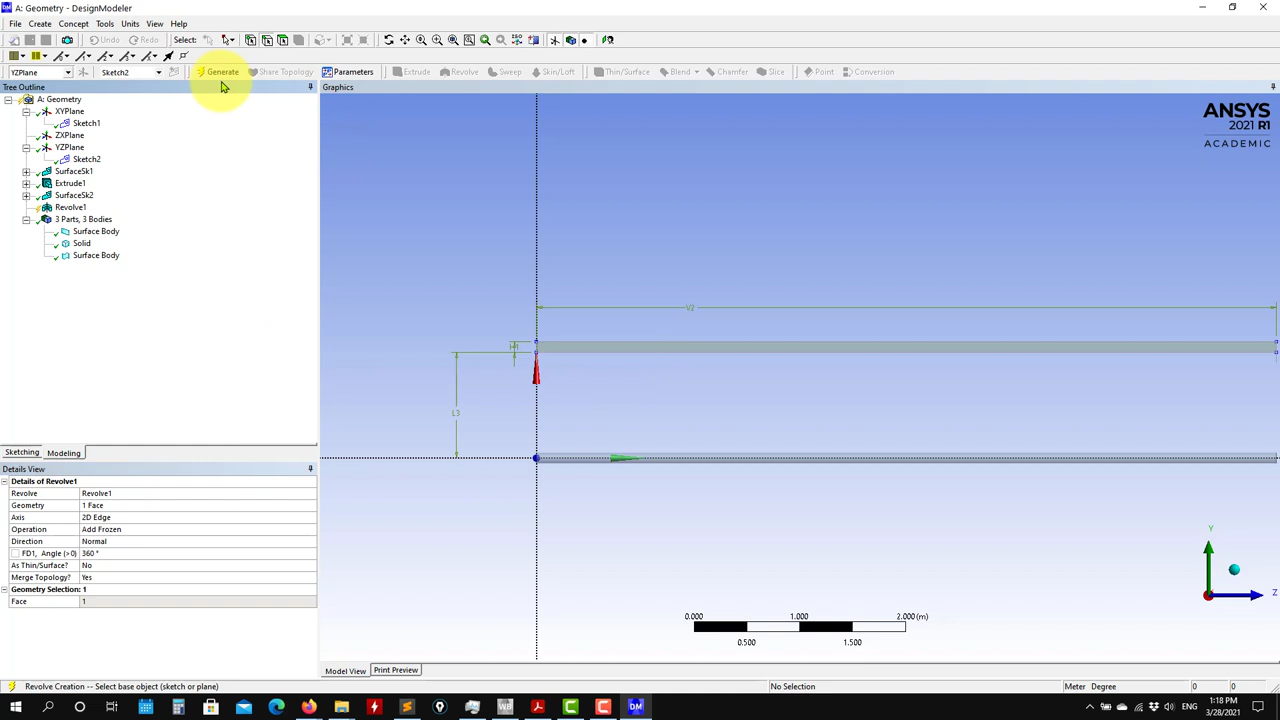 A: Geometry - DesignModeler
File Create Concept Tools Units View Help
Undo Redo Select:
YZPlane Sketch2 Generate Share Topology Parameters Extrude Revolve Sweep Skin/Loft Thin/Surface Blend Chamfer Slice Point Conversion
Tree Outline
Graphics
A: Geometry
XYPlane
Sketch1
ZXPlane
YZPlane
Sketch2
SurfaceSk1
Extrude1
SurfaceSk2
Revolve1
3 Parts, 3 Bodies
Surface Body
Solid
Surface Body
ANSYS
2021 R1
ACADEMIC
V2
L3
Y
Z
0.000 1.000 2.000 (m)
0.500 1.500
Sketching Modeling
Details View
Details of Revolve1
Revolve Revolve1
Geometry 1 Face
Axis 2D Edge
Operation Add Frozen
Direction Normal
FD1, Angle (>0) 360 °
As Thin/Surface? No
Merge Topology? Yes
Geometry Selection: 1
Face 1
Model View Print Preview
Revolve Creation -- Select base object (sketch or plane) No Selection Meter Degree 0 0
WB DM
ENG
1:18 PM
3/28/2021